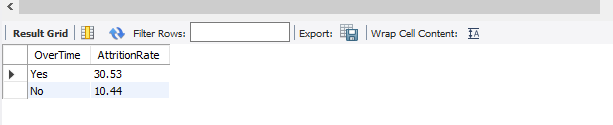 Result Grid Filter Rows: Export: Wrap Cell Content:
OverTime AttritionRate
Yes 30.53
No 10.44